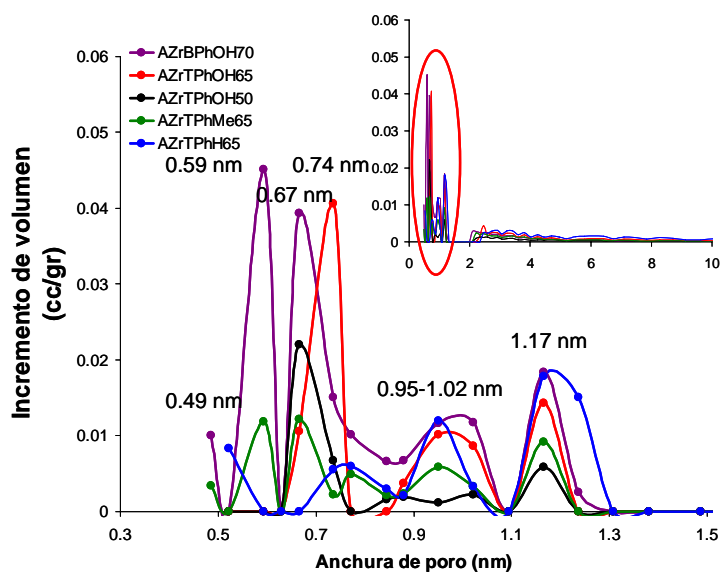 0.06
0.05
0.04
0.03
0.02
0.01
0
Incremento de volumen
(cc/gr)
AZrBPhOH70
AZrTPhOH65
AZrTPhOH50
AZrTPhMe65
AZrTPhH65
0.59 nm
0.74 nm
0.67 nm
0.49 nm
0.95-1.02 nm
1.17 nm
0.3
0.5
0.7
0.9
1.1
1.3
1.5
Anchura de poro (nm)
0.06
0.05
0.04
0.03
0.02
0.01
0.00
0
2
4
6
8
10